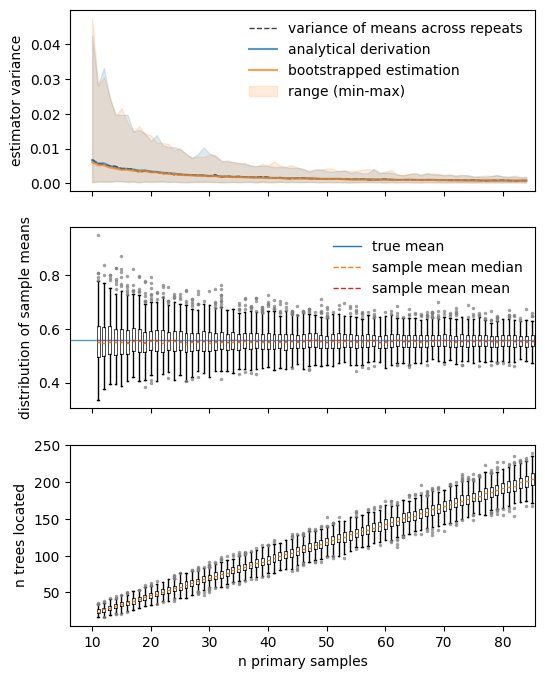 0.04
0.03
0.02
0.01
0.00
estimator variance
variance of means across repeats
analytical derivation
bootstrapped estimation
range (min-max)
0.8
0.6
0.4
distribution of sample means
true mean
sample mean median
sample mean mean
250
200
150
100
50
n trees located
10 20 30 40 50 60 70 80
n primary samples